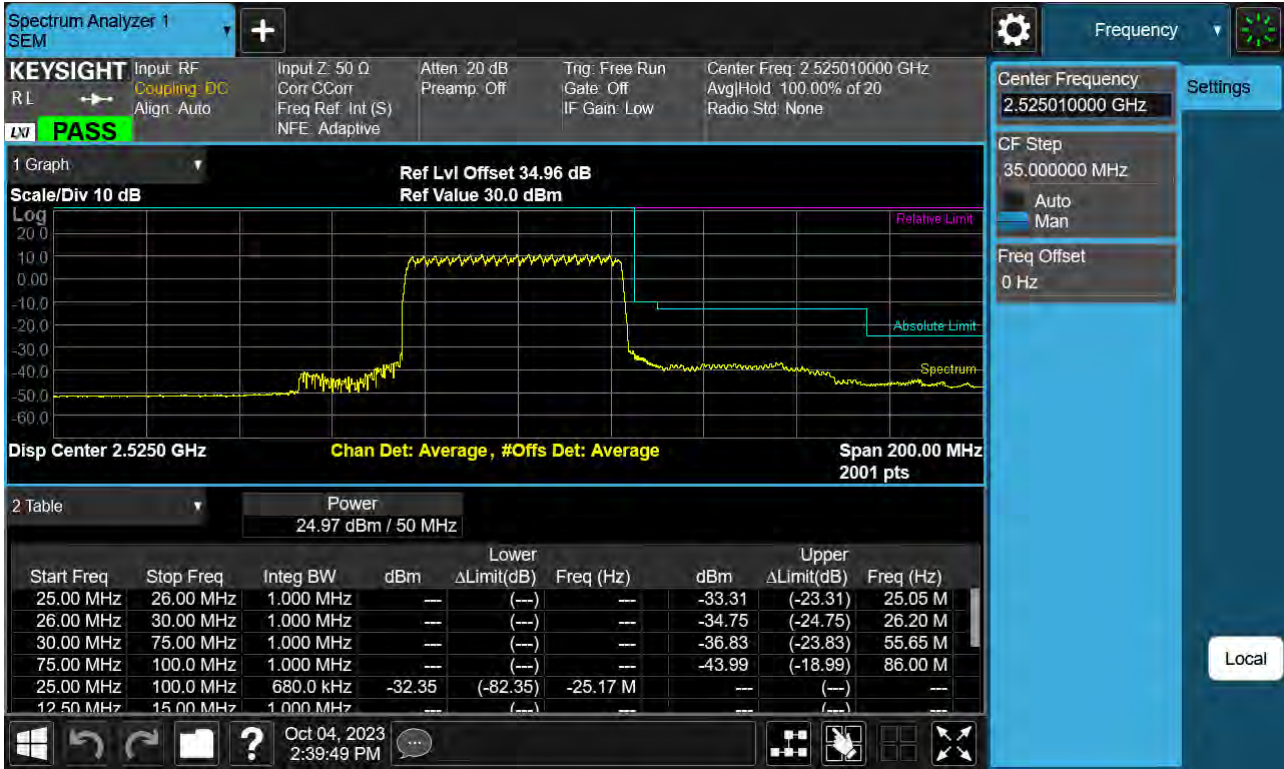 Spectrum Analyzer 1
SEM
+
Frequency
KEYSIGHT
RL
LXI
PASS
Input: RF
Coupling: DC
Align: Auto
Input Z: 50 Ω
Corr CCorr
Freq Ref: Int (S)
NFE: Adaptive
Atten: 20 dB
Preamp: Off
Trig: Free Run
Gate: Off
IF Gain: Low
Center Freq: 2.525010000 GHz
Avg|Hold: 100.00% of 20
Radio Std: None
1 Graph
Scale/Div 10 dB
Ref Lvl Offset 34.96 dB
Ref Value 30.0 dBm
Log
20.0
10.0
0.00
-10.0
-20.0
-30.0
-40.0
-50.0
-60.0
Relative Limit
Absolute Limit
Spectrum
Disp Center 2.5250 GHz
Chan Det: Average, #Offs Det: Average
Span 200.00 MHz
2001 pts
2 Table
Power
24.97 dBm / 50 MHz
Lower Upper
Start Freq Stop Freq Integ BW dBm ΔLimit(dB) Freq (Hz) dBm ΔLimit(dB) Freq (Hz)
25.00 MHz 26.00 MHz 1.000 MHz --- (---) --- -33.31 (-23.31) 25.05 M
26.00 MHz 30.00 MHz 1.000 MHz --- (---) --- -34.75 (-24.75) 26.20 M
30.00 MHz 75.00 MHz 1.000 MHz --- (---) --- -36.83 (-23.83) 55.65 M
75.00 MHz 100.0 MHz 1.000 MHz --- (---) --- -43.99 (-18.99) 86.00 M
25.00 MHz 100.0 MHz 680.0 kHz -32.35 (-82.35) -25.17 M --- (---) ---
12.50 MHz 15.00 MHz 1.000 MHz --- (---) --- --- (---) ---
?
Oct 04, 2023
2:39:49 PM
Center Frequency
2.525010000 GHz
CF Step
35.000000 MHz
Auto
Man
Freq Offset
0 Hz
Settings
Local